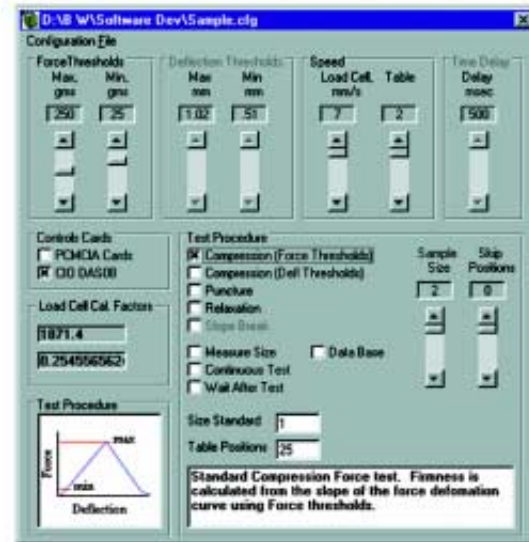 D:\B W\Software Dev\Sample.cfg
Configuration File
Force Thresholds
Max. Min.
gms gms
250 25
Deflection Thresholds
Max Min
mm mm
1.02 .51
Speed
Load Cell. Table
mm/s
7 2
Time Delay
Delay
msec
500
Controls Cards
PCMCIA Cards
CIO DAS08
Load Cell Cal. Factors
1871.4
0.254556562
Test Procedure
max
min
Force
Deflection
Test Procedure
Compression (Force Thresholds)
Compression (Defl Thresholds)
Puncture
Relaxation
Slope Break
Measure Size
Data Base
Continuous Test
Wait After Test
Sample Size
2
Skip Positions
0
Size Standard 1
Table Positions 25
Standard Compression Force test. Firmness is
calculated from the slope of the force defomation
curve using Force thresholds.